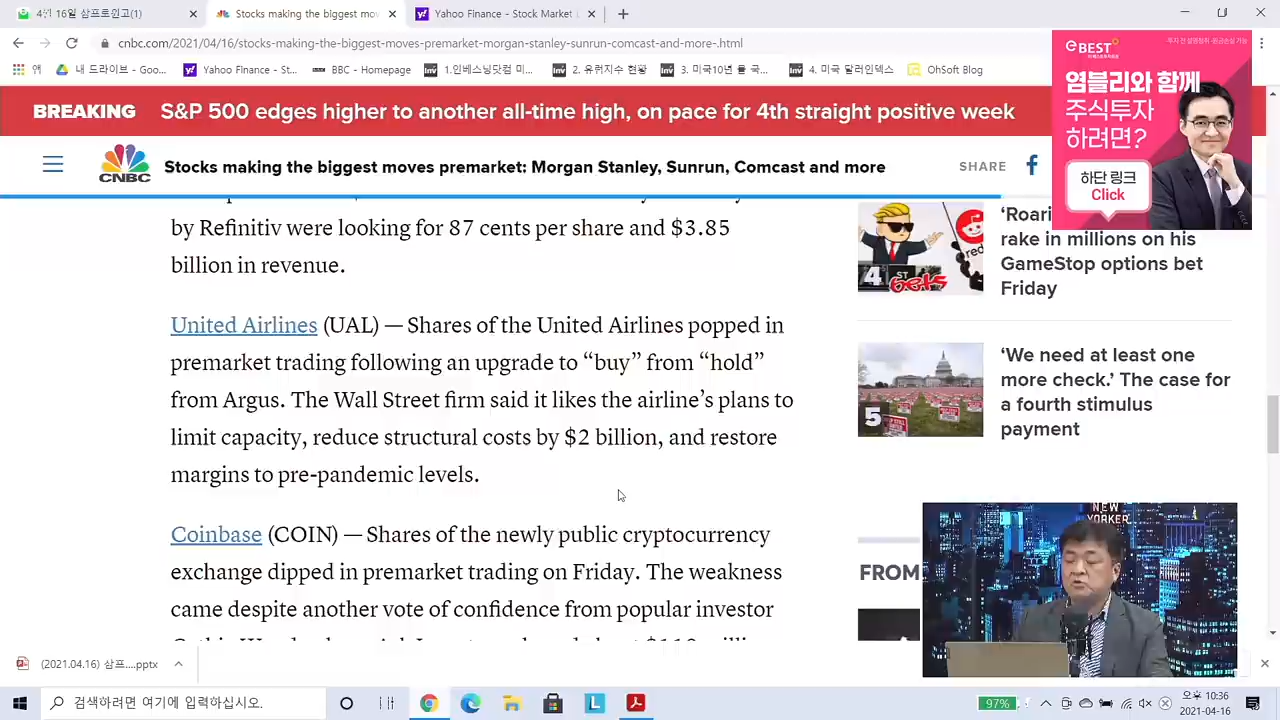 4월 16일 삼프로원고(1)
Stocks making the biggest mov
Yahoo Finance - Stock Market
cnbc.com/2021/04/16/stocks-making-the-biggest-moves-premarket-morgan-stanley-sunrun-comcast-and-more-.html
앱
내 드라이브 - Goo...
Yahoo Finance - St...
BBC - Homepage
1.인베스닝닷컴 미...
2. 유뤼지수 현황
3. 미국10년 률 국...
4. 미국 달러인덱스
OhSoft Blog
BREAKING
S&P 500 edges higher to another all-time high, on pace for 4th straight positive week
CNBC
Stocks making the biggest moves premarket: Morgan Stanley, Sunrun, Comcast and more
SHARE
eBEST
염블리와 함께
주식투자
하려면?
하단 링크
Click
by Refinitiv were looking for 87 cents per share and $3.85
billion in revenue.
United Airlines (UAL) — Shares of the United Airlines popped in
premarket trading following an upgrade to “buy” from “hold”
from Argus. The Wall Street firm said it likes the airline’s plans to
limit capacity, reduce structural costs by $2 billion, and restore
margins to pre-pandemic levels.
Coinbase (COIN) — Shares of the newly public cryptocurrency
exchange dipped in premarket trading on Friday. The weakness
came despite another vote of confidence from popular investor
4
‘Roari
rake in millions on his
GameStop options bet
Friday
5
‘We need at least one
more check.’ The case for
a fourth stimulus
payment
FROM
NEW
YORKER
(2021.04.16) 삼프....pptx
검색하려면 여기에 입력하십시오.
97%
오후 10:36
2021-04-16